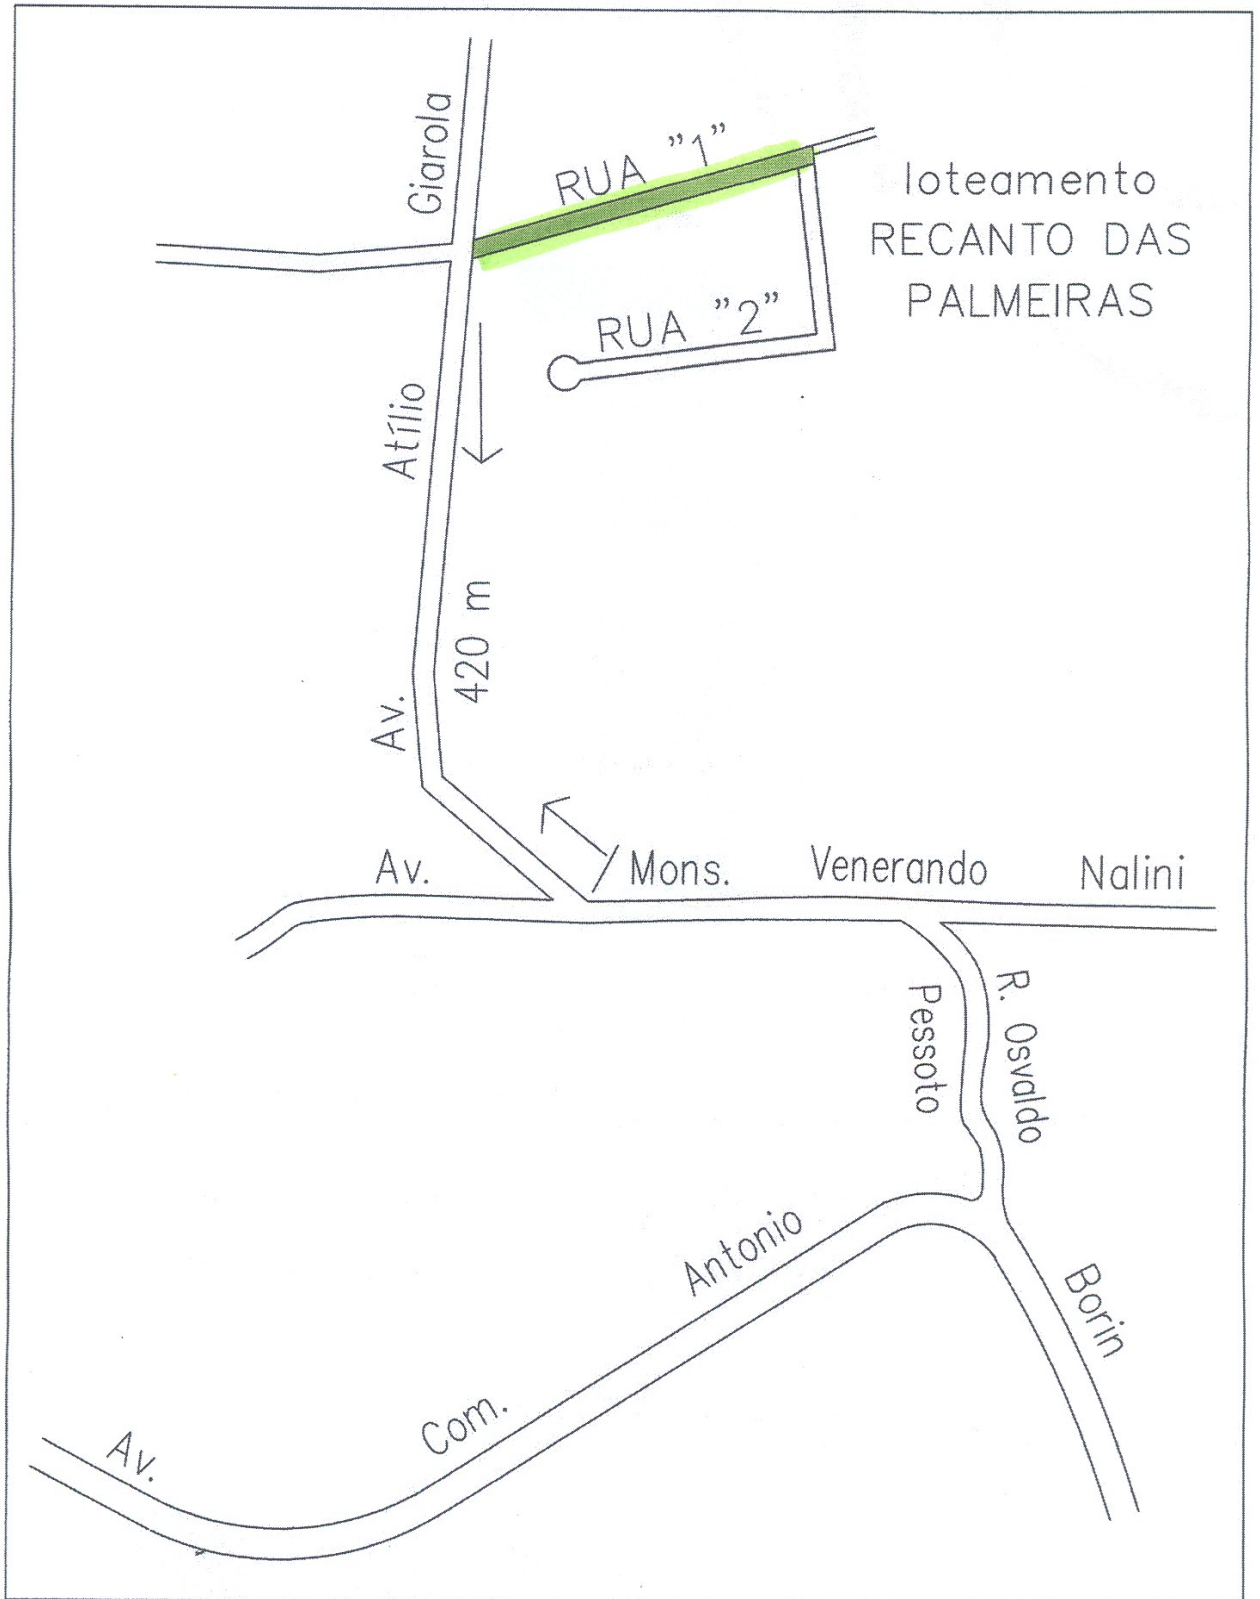 Av. Atílio Giarola
RUA "1"
loteamento
RECANTO DAS
PALMEIRAS
RUA "2"
420 m
Av. Mons. Venerando Nalini
R. Osvaldo
Pessoto
Av. Com. Antonio Borin